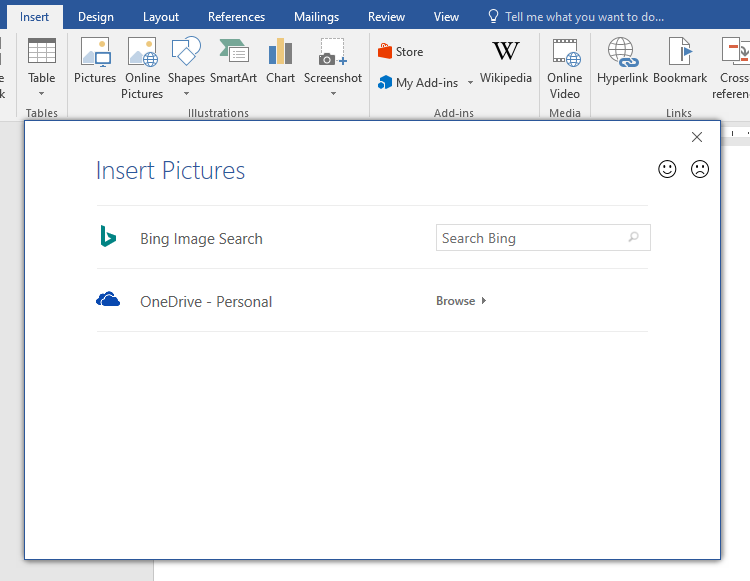 Insert Design Layout References Mailings Review View Tell me what you want to do...
Table Pictures Online Pictures Shapes SmartArt Chart Screenshot Store My Add-ins W Wikipedia Online Video Hyperlink Bookmark Cross-
Tables Illustrations Add-ins Media Links
Insert Pictures
Bing Image Search Search Bing
OneDrive - Personal Browse